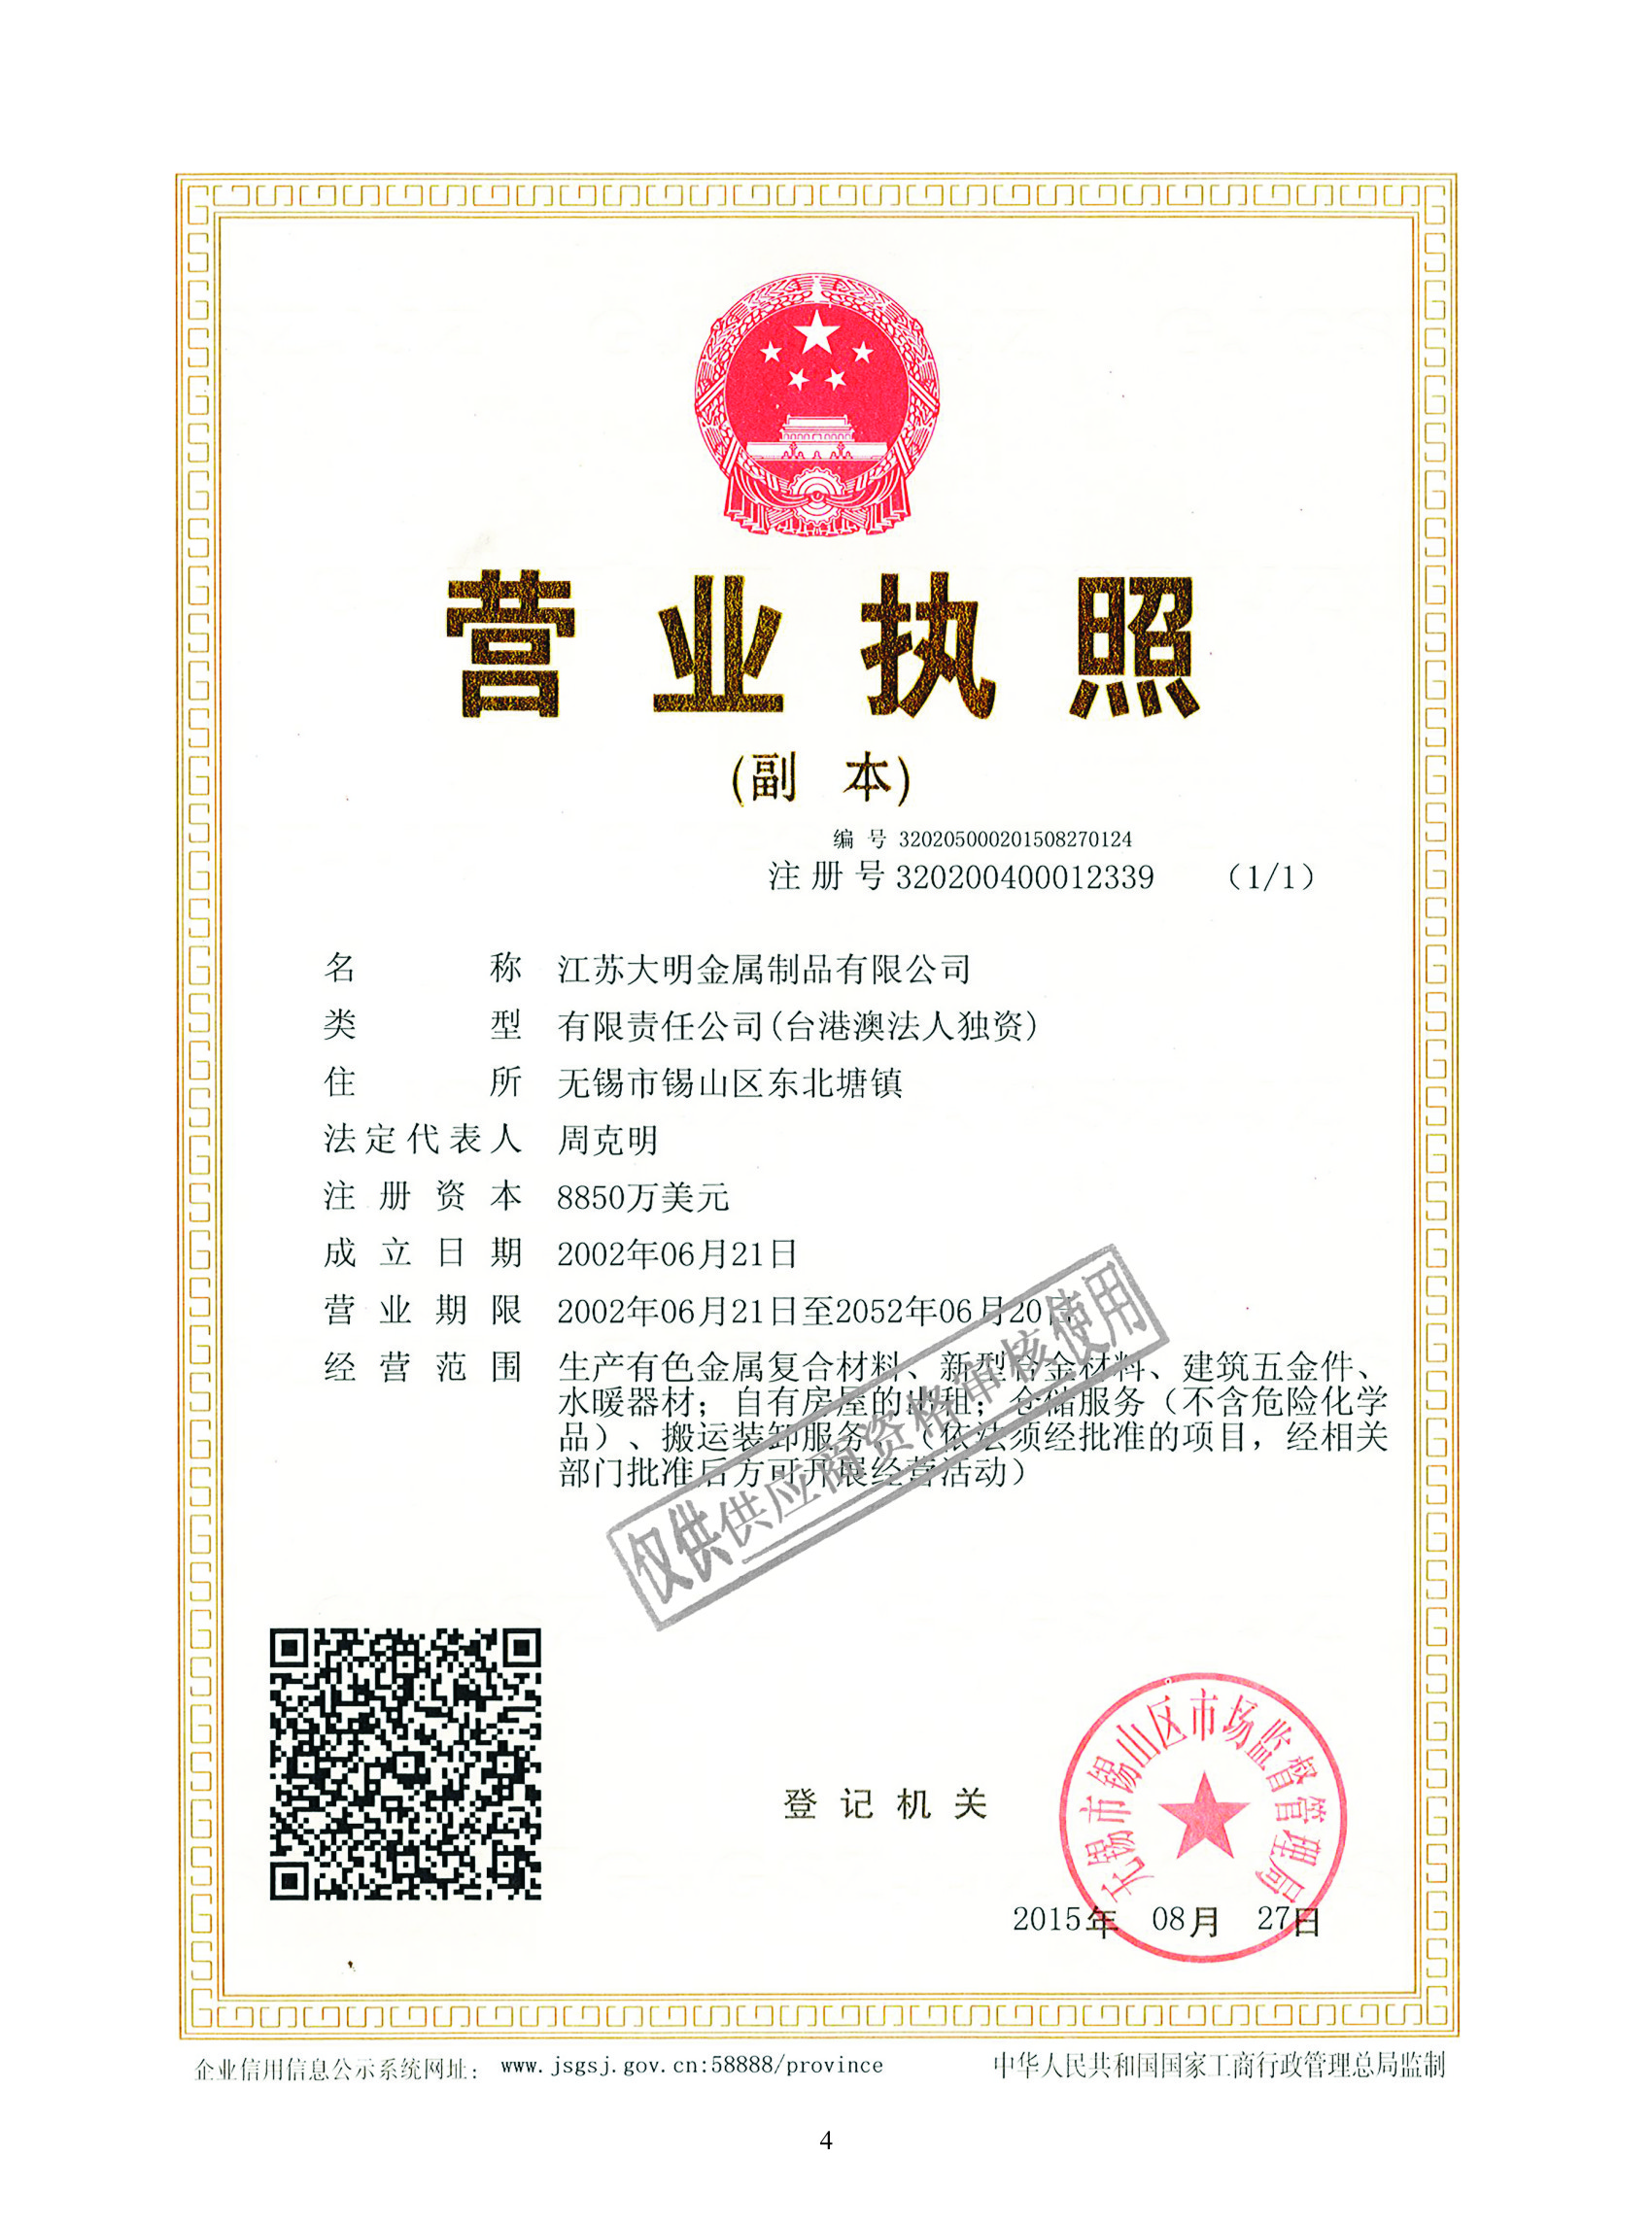 营业执照
(副 本)
编 号 320205000201508270124
注 册 号 320200400012339 （1/1）
名 称 江苏大明金属制品有限公司
类 型 有限责任公司(台港澳法人独资)
住 所 无锡市锡山区东北塘镇
法定代表人 周克明
注 册 资 本 8850万美元
成 立 日 期 2002年06月21日
营 业 期 限 2002年06月21日至2052年06月20日
经 营 范 围 生产有色金属复合材料、新型合金材料、建筑五金件、
水暖器材；自有房屋的出租；仓储服务（不含危险化学
品）、搬运装卸服务。（依法须经批准的项目，经相关
部门批准后方可开展经营活动）
仅供供应商资格审核使用
登 记 机 关
无锡市锡山区市场监督管理局
2015年 08月 27日
企业信用信息公示系统网址： www.jsgsj.gov.cn:58888/province
中华人民共和国国家工商行政管理总局监制
4